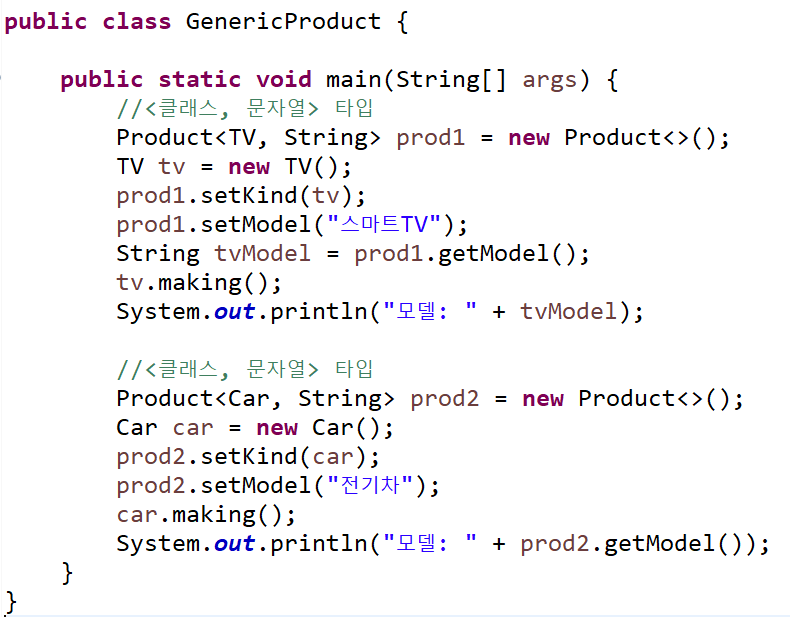 public class GenericProduct {
public static void main(String[] args) {
//<클래스, 문자열> 타입
Product<TV, String> prod1 = new Product<>();
TV tv = new TV();
prod1.setKind(tv);
prod1.setModel("스마트TV");
String tvModel = prod1.getModel();
tv.making();
System.out.println("모델: " + tvModel);
//<클래스, 문자열> 타입
Product<Car, String> prod2 = new Product<>();
Car car = new Car();
prod2.setKind(car);
prod2.setModel("전기차");
car.making();
System.out.println("모델: " + prod2.getModel());
}
}